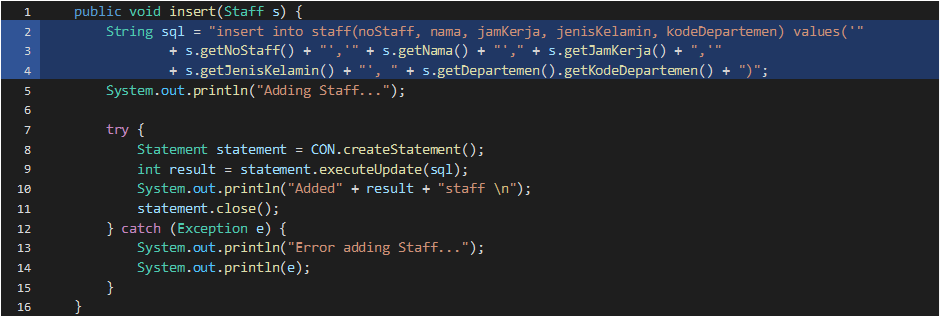 1 public void insert(Staff s) {
2 String sql = "insert into staff(noStaff, nama, jamKerja, jenisKelamin, kodeDepartemen) values('"
3 + s.getNoStaff() + "','" + s.getNama() + "'," + s.getJamKerja() + ",'"
4 + s.getJenisKelamin() + "', " + s.getDepartemen().getKodeDepartemen() + ")";
5 System.out.println("Adding Staff...");
6
7 try {
8 Statement statement = CON.createStatement();
9 int result = statement.executeUpdate(sql);
10 System.out.println("Added" + result + "staff \n");
11 statement.close();
12 } catch (Exception e) {
13 System.out.println("Error adding Staff...");
14 System.out.println(e);
15 }
16 }